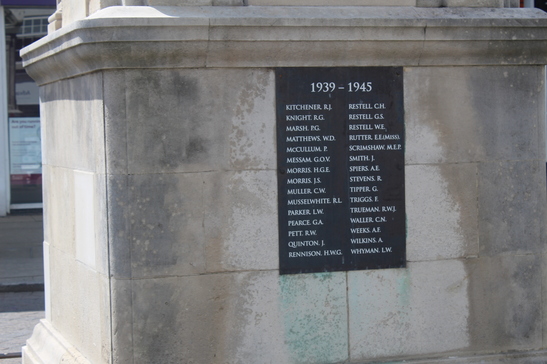 1939 – 1945
KITCHENER. R.J.
KNIGHT. R.G.
MARSH. P.G.
MATTHEWS. W.D.
McCULLUM. P.
MESSAM. G.O.V.
MORRIS. H.G.E.
MORRIS. J.S.
MULLER. C.W.
MUSSELWHITE. R.L.
PARKER. L.W.
PEARCE. G.A.
PETT. R.W.
QUINTON. J.
RENNISON. H.W.G.
RESTELL. C.H.
RESTELL. G.S.
RESTELL. W.E.
RUTTER. E.E.(MISS).
SCRIMSHAW. M.E.P.
SMITH. J.
SPIERS. A.E.
STEVENS. R.
TIPPER. G.
TRIGGS. F.
TRUEMAN. R.W.J.
WALLER. C.N.
WEEKS. A.F.
WILKINS. A.
WHYMAN. L.W.